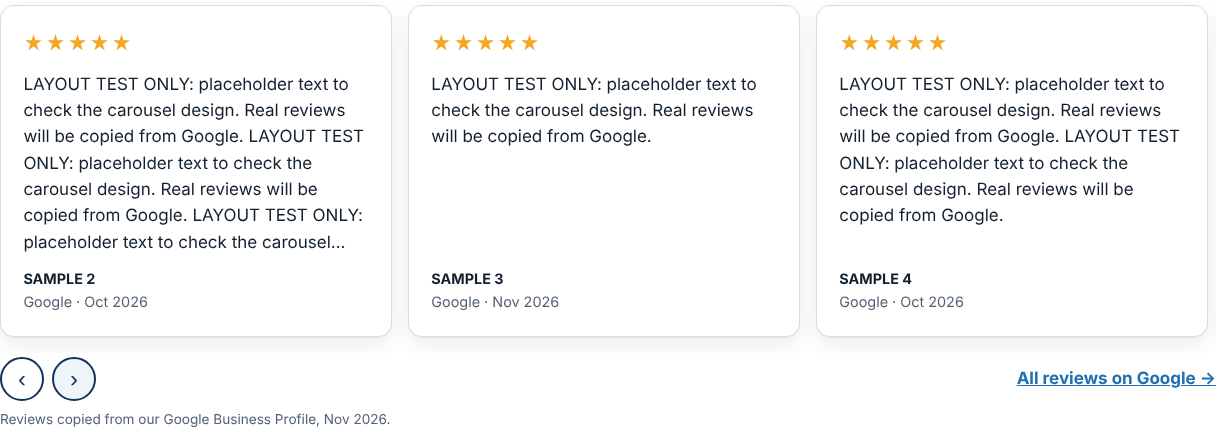 ★★★★★
LAYOUT TEST ONLY: placeholder text to
check the carousel design. Real reviews
will be copied from Google. LAYOUT TEST
ONLY: placeholder text to check the
carousel design. Real reviews will be
copied from Google. LAYOUT TEST ONLY:
placeholder text to check the carousel...
SAMPLE 2
Google · Oct 2026
★★★★★
LAYOUT TEST ONLY: placeholder text to
check the carousel design. Real reviews
will be copied from Google.
SAMPLE 3
Google · Nov 2026
★★★★★
LAYOUT TEST ONLY: placeholder text to
check the carousel design. Real reviews
will be copied from Google. LAYOUT TEST
ONLY: placeholder text to check the
carousel design. Real reviews will be
copied from Google.
SAMPLE 4
Google · Oct 2026
‹ ›
All reviews on Google →
Reviews copied from our Google Business Profile, Nov 2026.